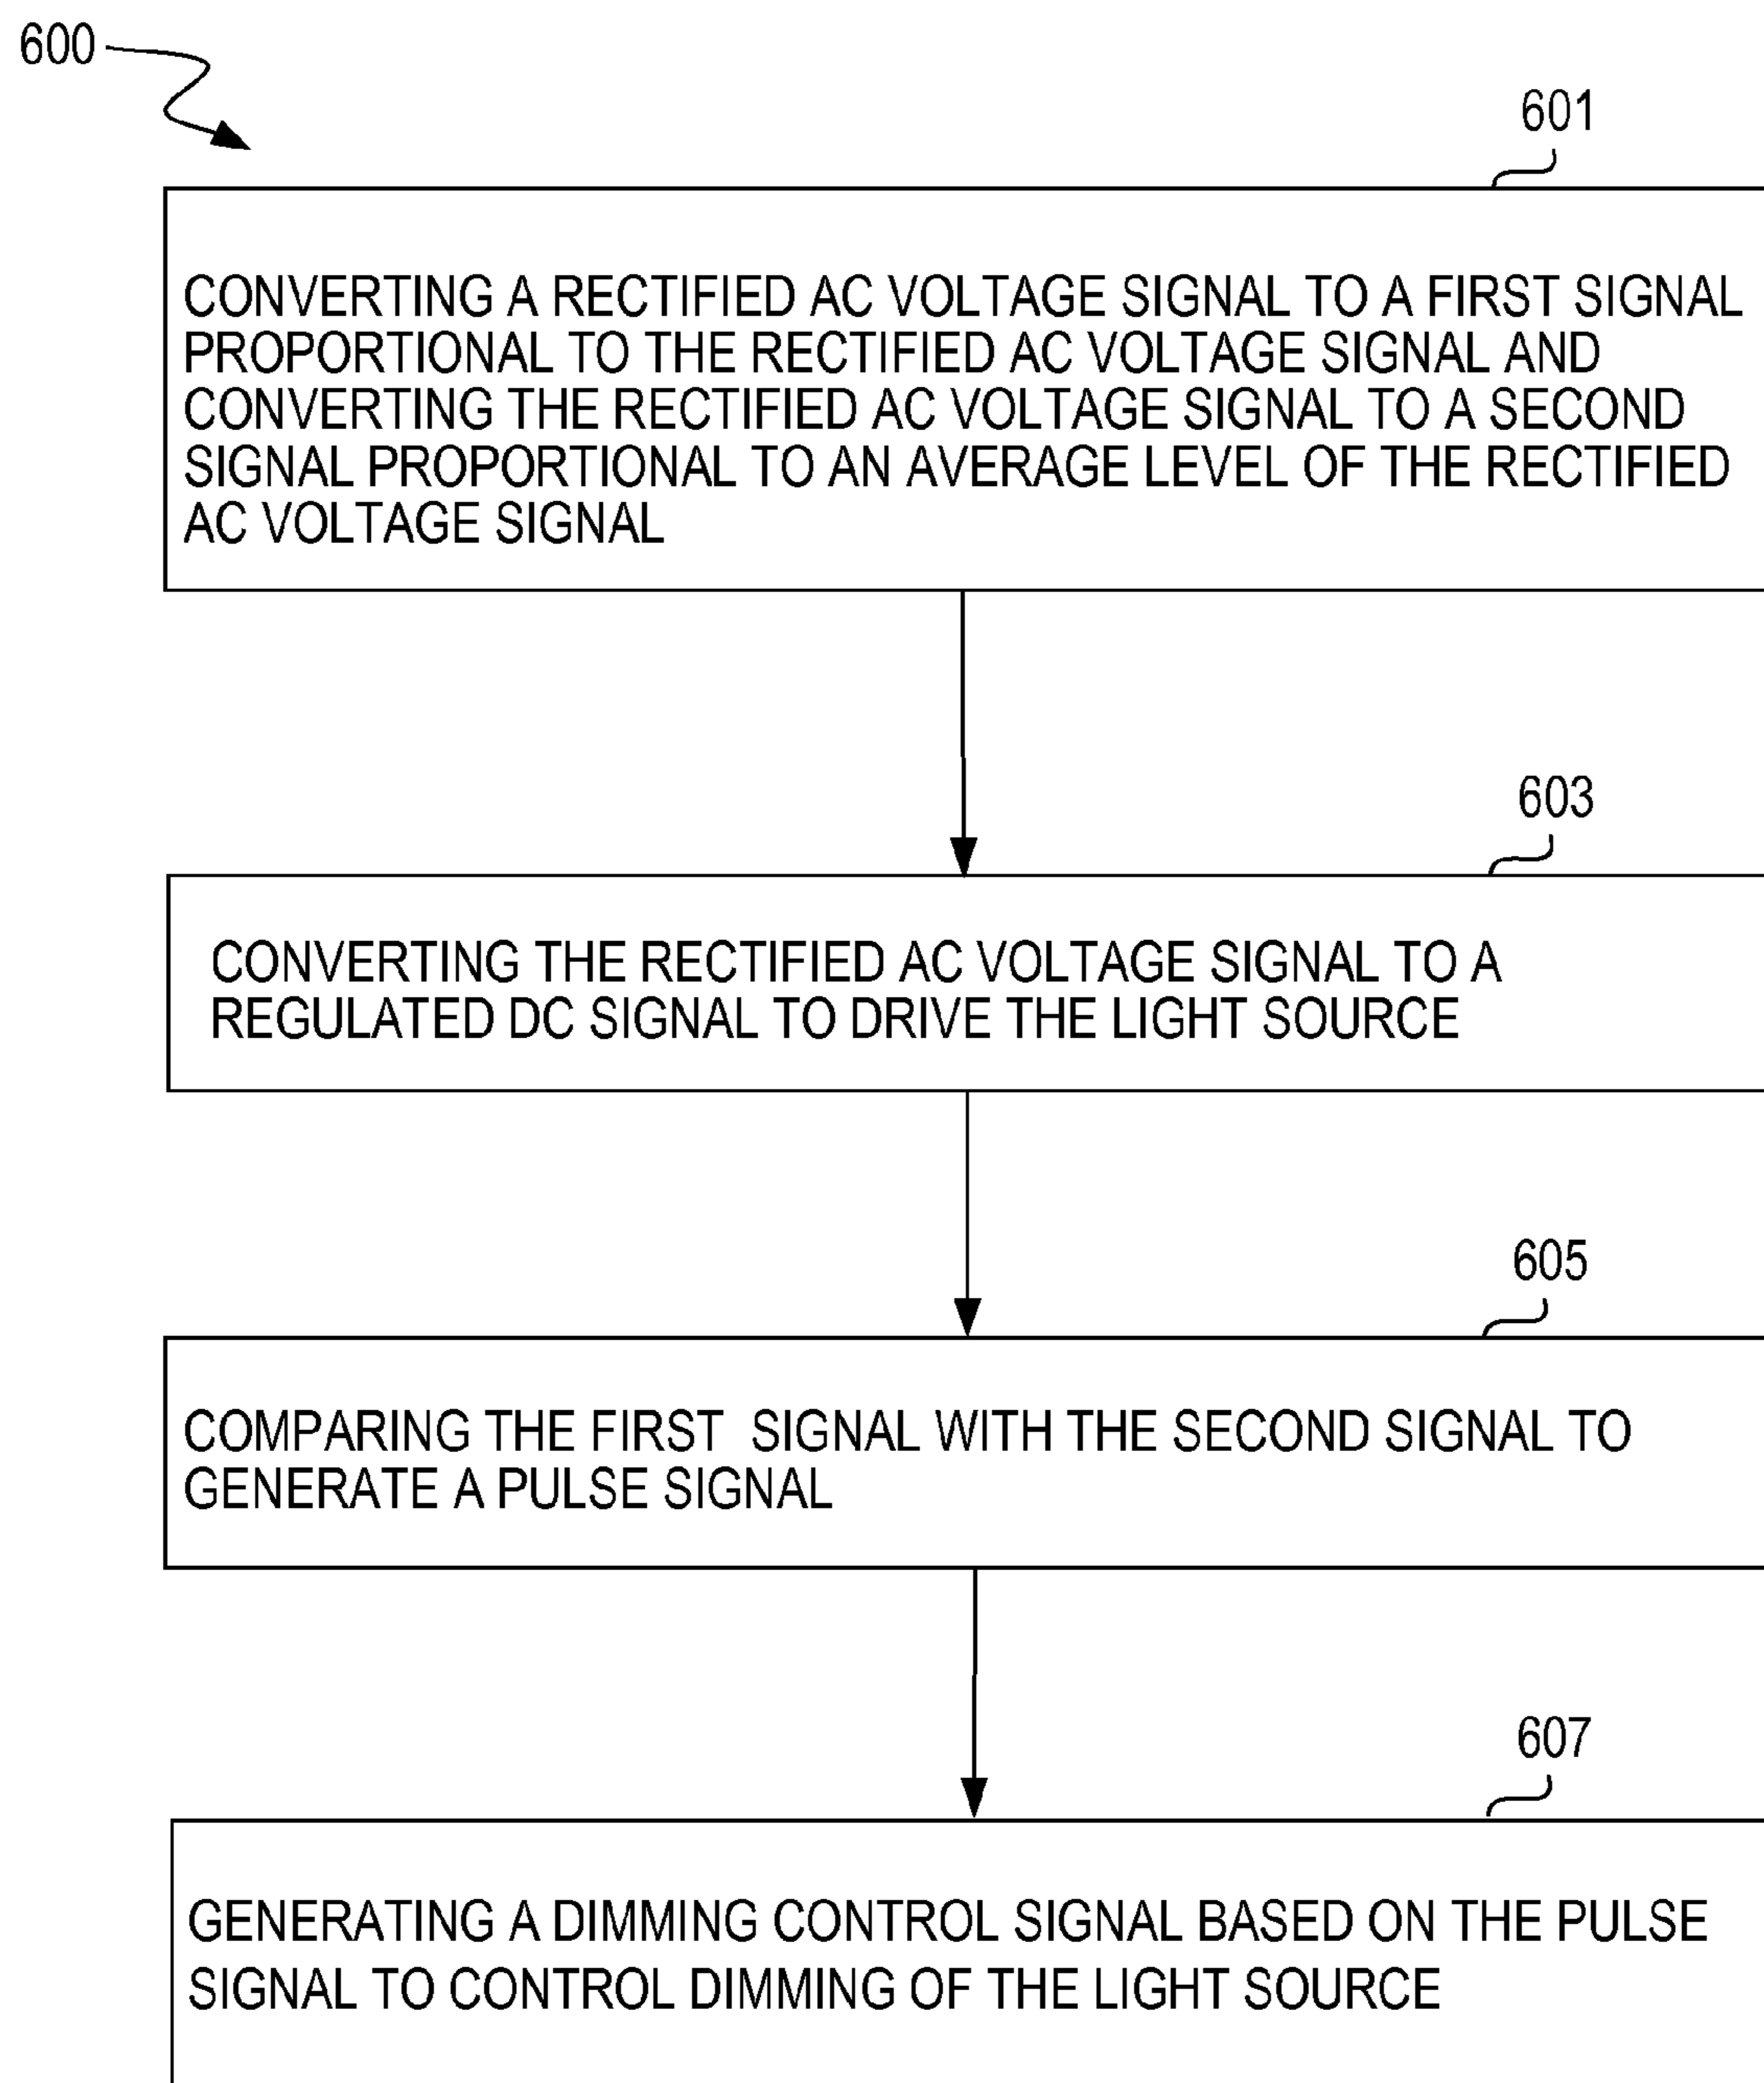 600
601
CONVERTING A RECTIFIED AC VOLTAGE SIGNAL TO A FIRST SIGNAL
PROPORTIONAL TO THE RECTIFIED AC VOLTAGE SIGNAL AND
CONVERTING THE RECTIFIED AC VOLTAGE SIGNAL TO A SECOND
SIGNAL PROPORTIONAL TO AN AVERAGE LEVEL OF THE RECTIFIED
AC VOLTAGE SIGNAL
603
CONVERTING THE RECTIFIED AC VOLTAGE SIGNAL TO A
REGULATED DC SIGNAL TO DRIVE THE LIGHT SOURCE
605
COMPARING THE FIRST SIGNAL WITH THE SECOND SIGNAL TO
GENERATE A PULSE SIGNAL
607
GENERATING A DIMMING CONTROL SIGNAL BASED ON THE PULSE
SIGNAL TO CONTROL DIMMING OF THE LIGHT SOURCE